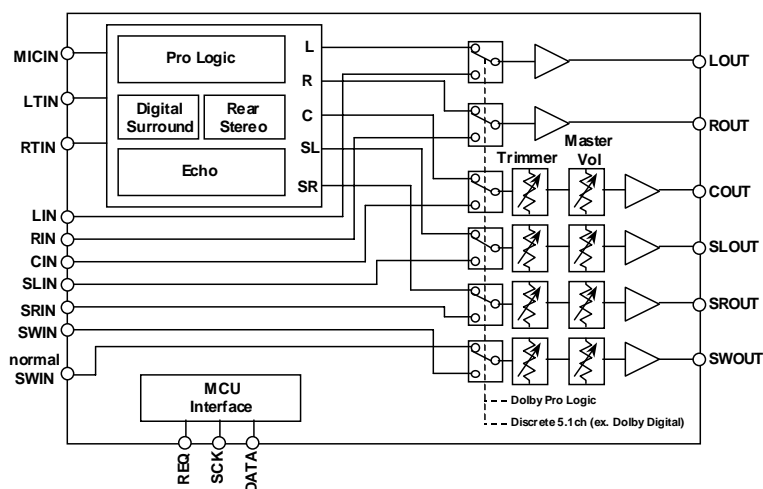 MICIN
LTIN
RTIN
LIN
RIN
CIN
SLIN
SRIN
SWIN
normal
SWIN
Pro Logic
Digital
Surround
Rear
Stereo
Echo
L
R
C
SL
SR
Trimmer
Master
Vol
LOUT
ROUT
COUT
SLOUT
SROUT
SWOUT
Dolby Pro Logic
Discrete 5.1ch (ex. Dolby Digital)
MCU
Interface
REQ
SCK
DATA